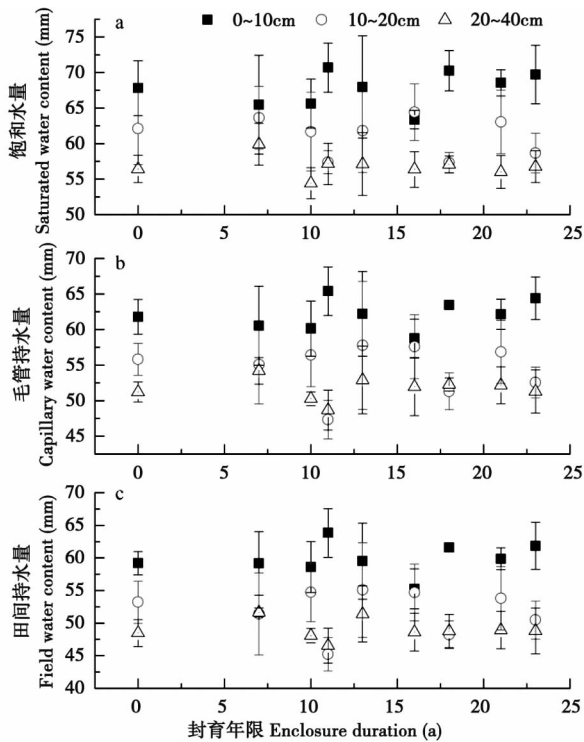 0~10cm 10~20cm 20~40cm
a
饱和水量
Saturated water content (mm)
75
70
65
60
55
50
0 5 10 15 20 25
b
毛管持水量
Capillary water content (mm)
65
60
55
50
45
0 5 10 15 20 25
c
田间持水量
Field water content (mm)
70
65
60
55
50
45
40
0 5 10 15 20 25
封育年限 Enclosure duration (a)